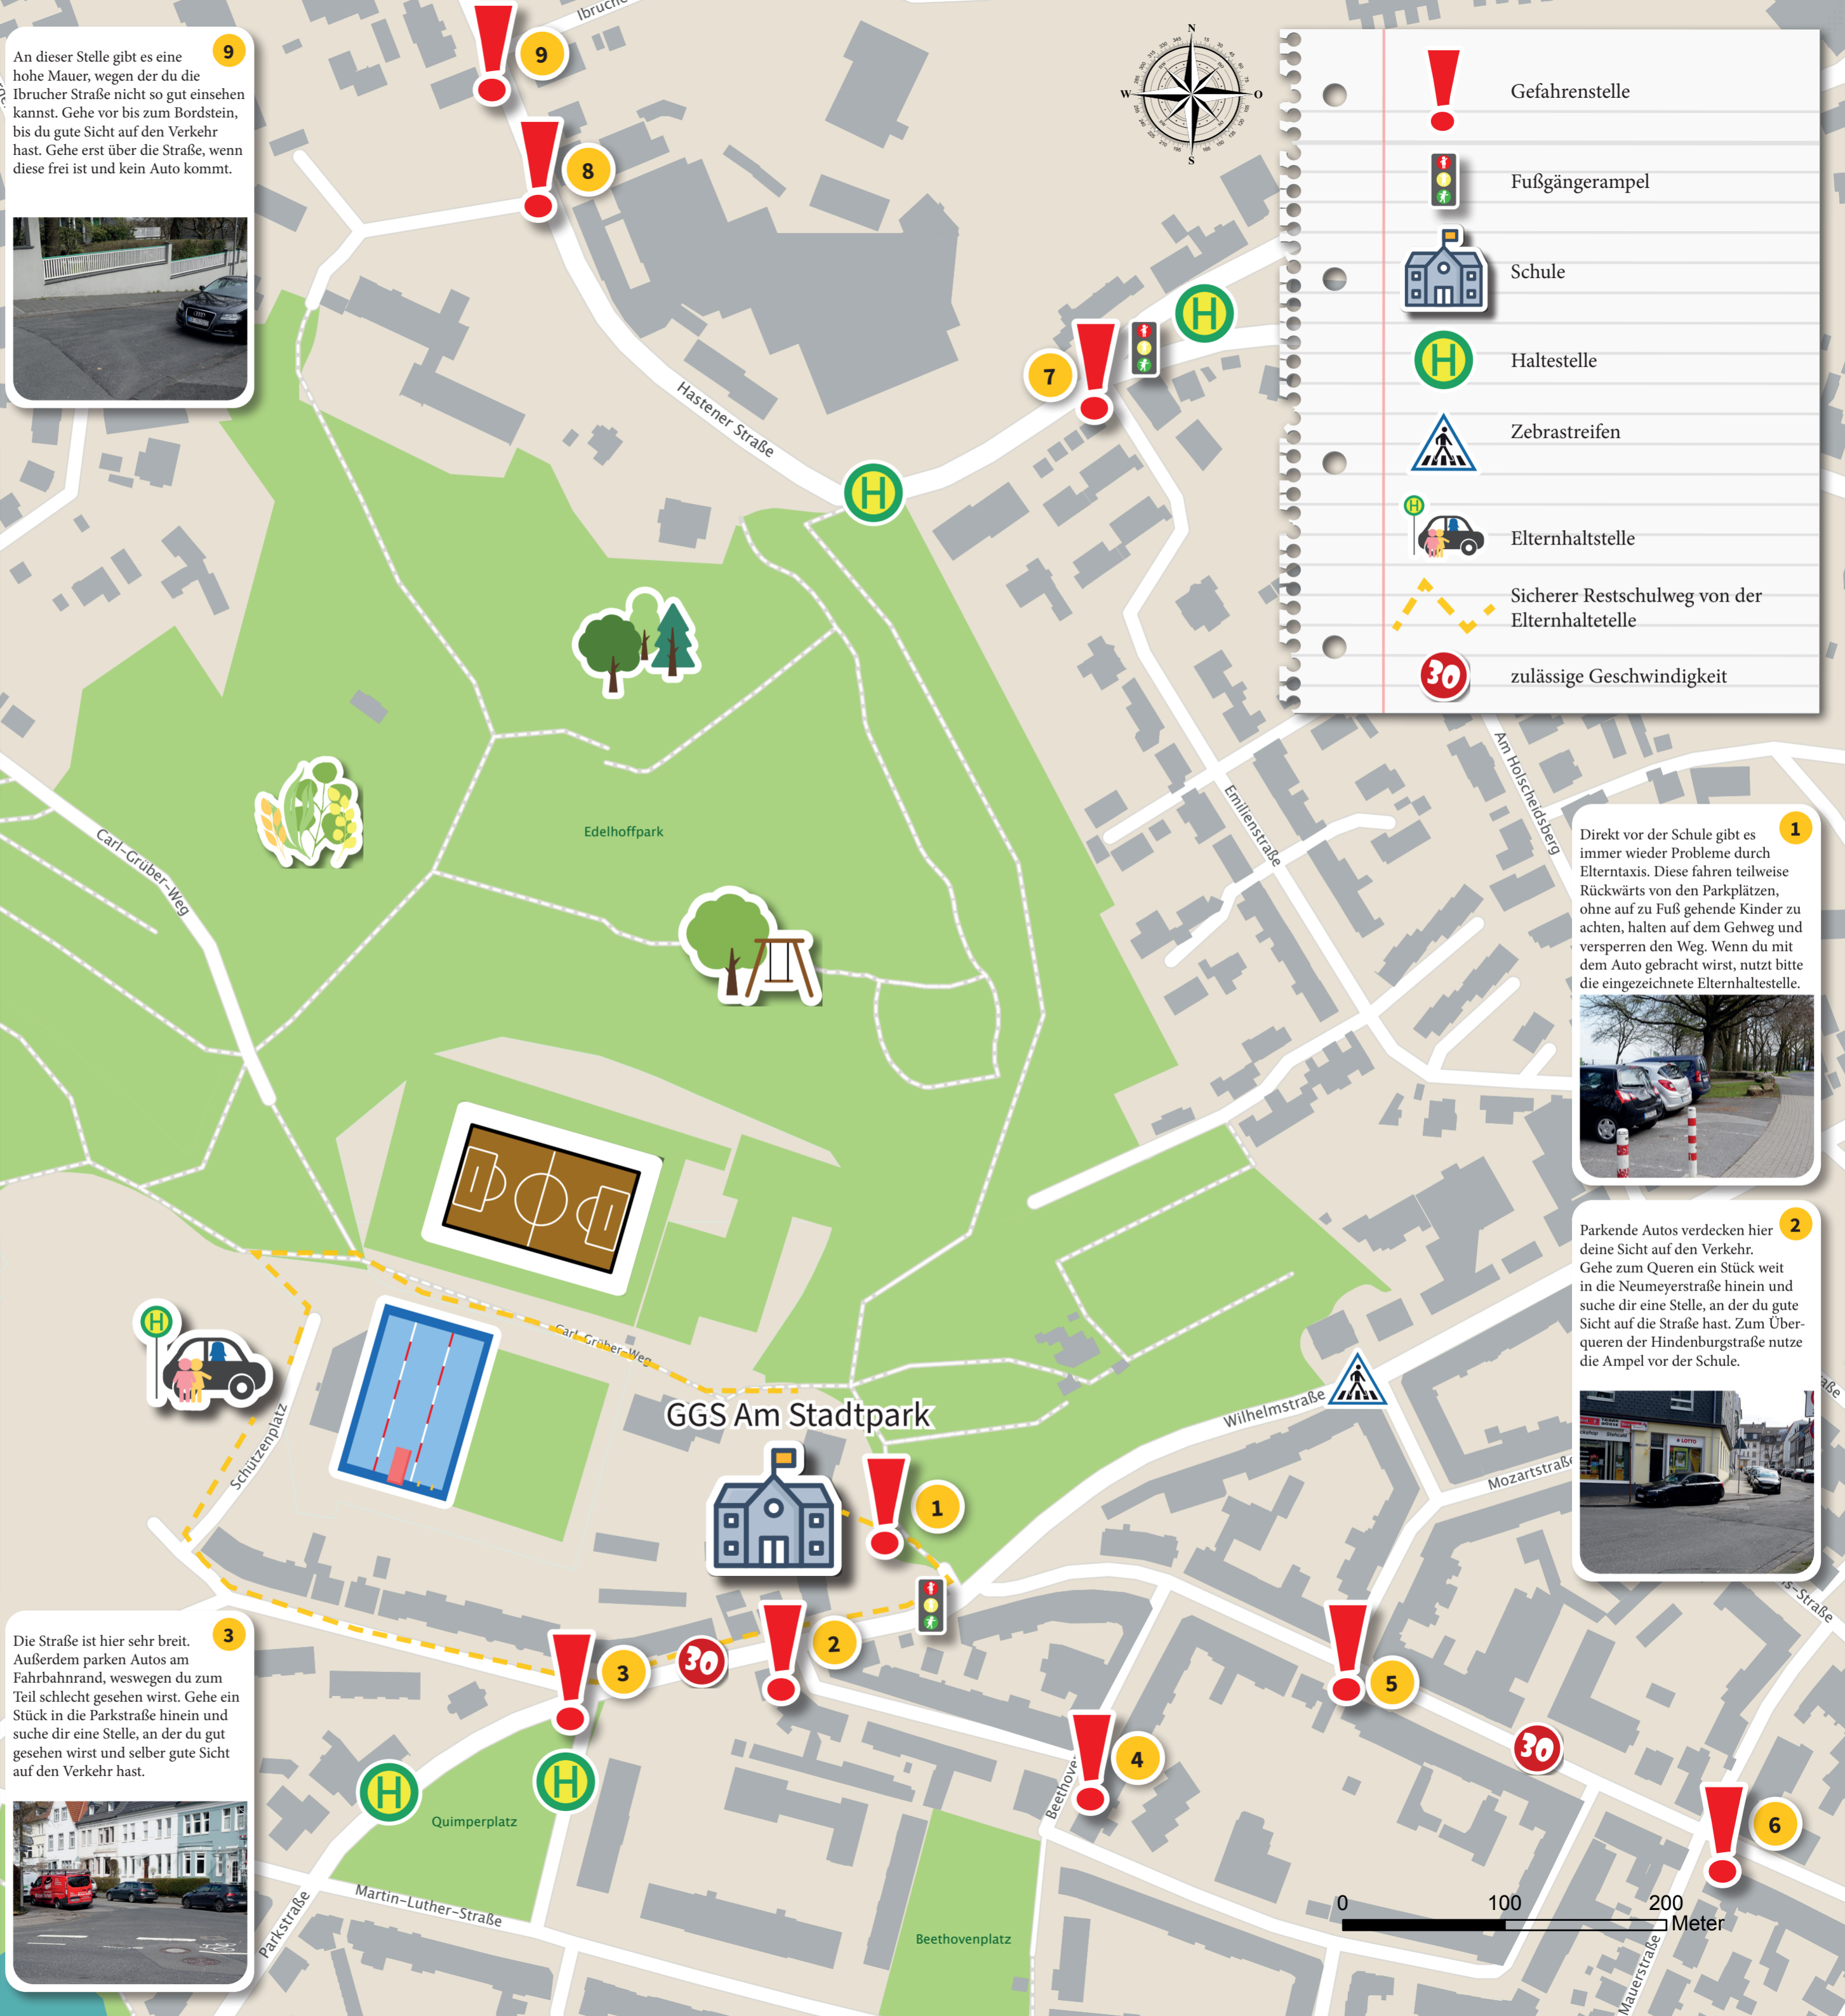 9
An dieser Stelle gibt es eine
hohe Mauer, wegen der du die
Ibrucher Straße nicht so gut einsehen
kannst. Gehe vor bis zum Bordstein,
bis du gute Sicht auf den Verkehr
hast. Gehe erst über die Straße, wenn
diese frei ist und kein Auto kommt.
9
8
N
W
O
S
Gefahrenstelle
Fußgängerampel
Schule
H
Haltestelle
Zebrastreifen
H
Elternhaltstelle
Sicherer Restschulweg von der
Elternhaltetelle
30
zulässige Geschwindigkeit
H
7
Hastener Straße
H
Am Holscheidsberg
Emilienstraße
Edelhoffpark
Carl-Grüber-Weg
1
Direkt vor der Schule gibt es
immer wieder Probleme durch
Elterntaxis. Diese fahren teilweise
Rückwärts von den Parkplätzen,
ohne auf zu Fuß gehende Kinder zu
achten, halten auf dem Gehweg und
versperren den Weg. Wenn du mit
dem Auto gebracht wirst, nutzt bitte
die eingezeichnete Elternhaltestelle.
2
Parkende Autos verdecken hier
deine Sicht auf den Verkehr.
Gehe zum Queren ein Stück weit
in die Neumeyerstraße hinein und
suche dir eine Stelle, an der du gute
Sicht auf die Straße hast. Zum Über-
queren der Hindenburgstraße nutze
die Ampel vor der Schule.
LOTTO
H
Carl-Grüber-Weg
GGS Am Stadtpark
Wilhelmstraße
Mozartstraße
Schützenplatz
1
3
Die Straße ist hier sehr breit.
Außerdem parken Autos am
Fahrbahnrand, weswegen du zum
Teil schlecht gesehen wirst. Gehe ein
Stück in die Parkstraße hinein und
suche dir eine Stelle, an der du gut
gesehen wirst und selber gute Sicht
auf den Verkehr hast.
2
3
30
5
4
30
6
H
H
Quimperplatz
Martin-Luther-Straße
Parkstraße
Beethovenplatz
0 100 200
Meter
Mauerstraße